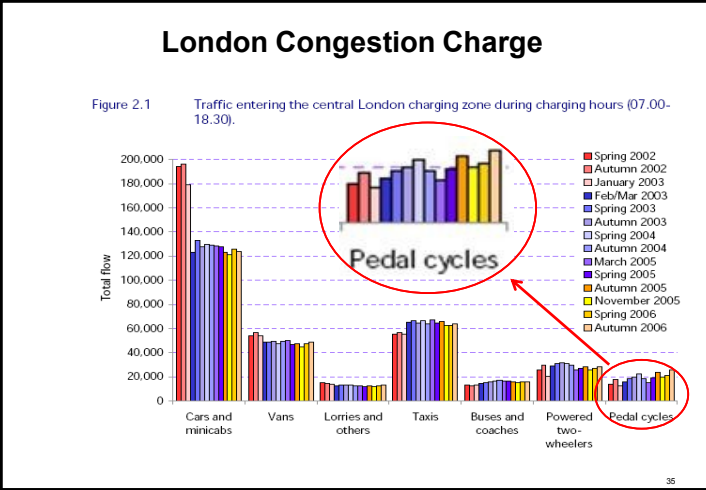 London Congestion Charge
Figure 2.1 Traffic entering the central London charging zone during charging hours (07.00-
18.30).
Total flow
200,000
180,000
160,000
140,000
120,000
100,000
80,000
60,000
40,000
20,000
0
Pedal cycles
Spring 2002
Autumn 2002
January 2003
Feb/Mar 2003
Spring 2003
Autumn 2003
Spring 2004
Autumn 2004
March 2005
Spring 2005
Autumn 2005
November 2005
Spring 2006
Autumn 2006
Cars and
minicabs
Vans
Lorries and
others
Taxis
Buses and
coaches
Powered
two-
wheelers
Pedal cycles
35